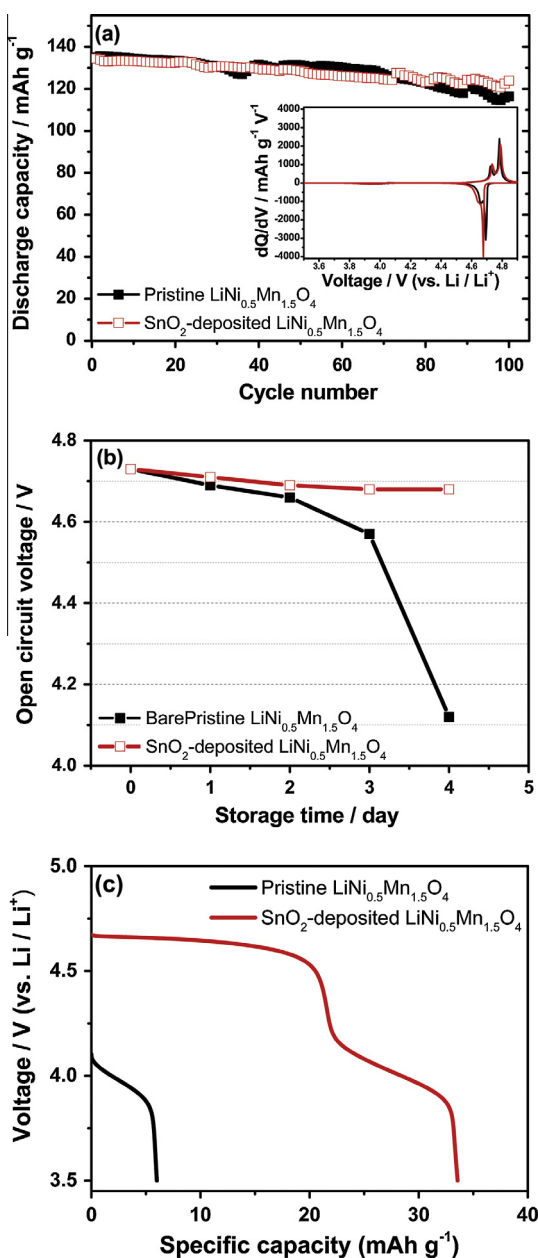 (a)
160
140
120
100
80
60
40
20
0
Discharge capacity / mAh g⁻¹
4000
3000
2000
1000
0
-1000
-2000
-3000
-4000
dQ/dV / mAh g⁻¹ V⁻¹
3.6 3.9 4.2 4.5 4.8
Voltage / V (vs. Li / Li⁺)
Pristine LiNi₀.₅Mn₁.₅O₄
SnO₂-deposited LiNi₀.₅Mn₁.₅O₄
0 20 40 60 80 100
Cycle number
(b)
4.8
4.6
4.4
4.2
4.0
Open circuit voltage / V
BarePristine LiNi₀.₅Mn₁.₅O₄
SnO₂-deposited LiNi₀.₅Mn₁.₅O₄
0 1 2 3 4 5
Storage time / day
(c)
5.0
4.5
4.0
3.5
Voltage / V (vs. Li / Li⁺)
Pristine LiNi₀.₅Mn₁.₅O₄
SnO₂-deposited LiNi₀.₅Mn₁.₅O₄
0 10 20 30 40
Specific capacity (mAh g⁻¹)